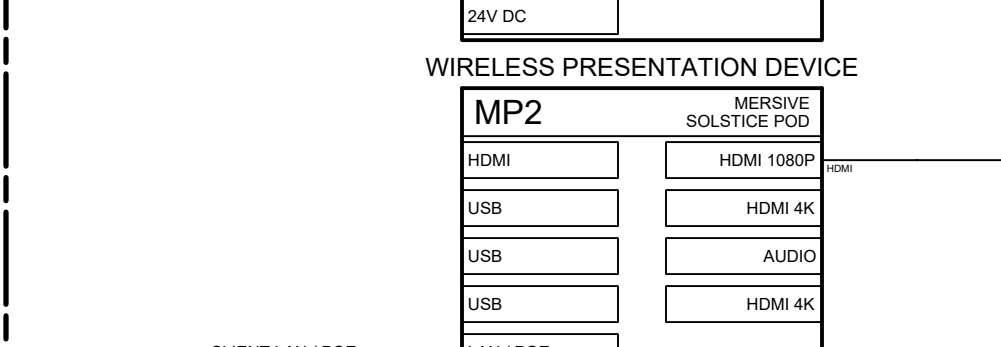 24V DC
WIRELESS PRESENTATION DEVICE
MP2
MERSIVE
SOLSTICE POD
HDMI
HDMI 1080P
HDMI
USB
HDMI 4K
USB
AUDIO
USB
HDMI 4K